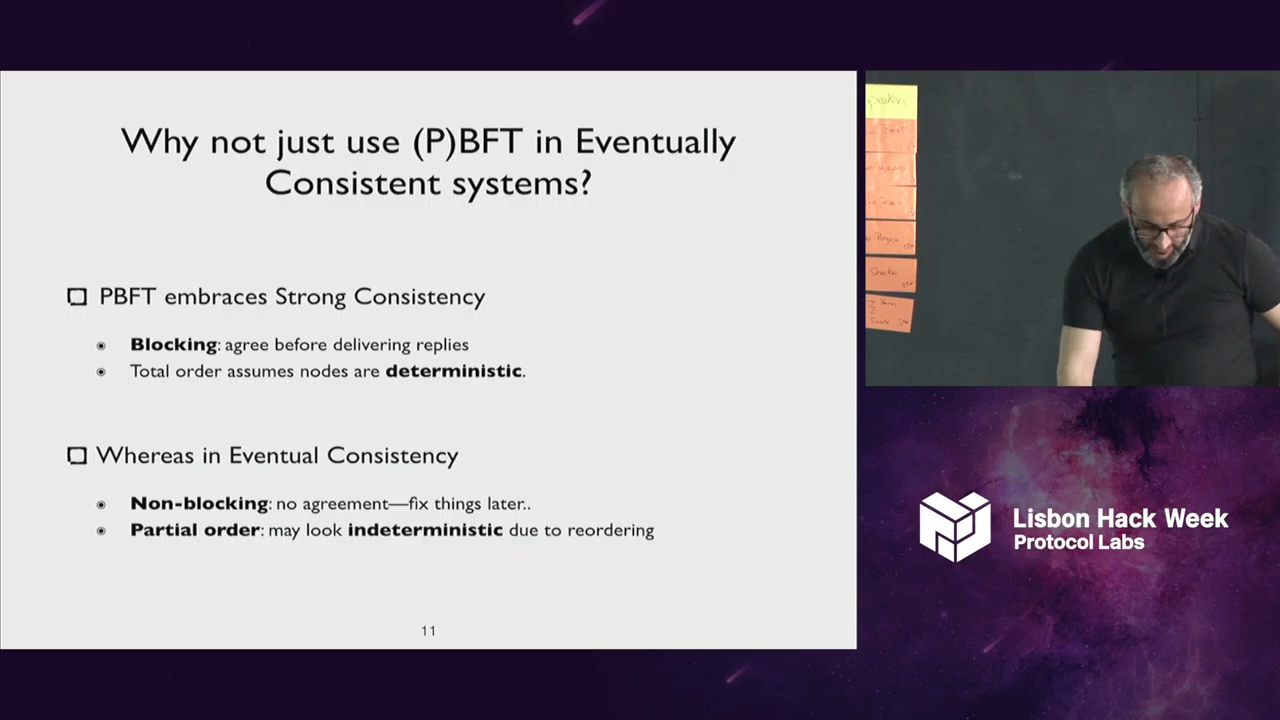 Why not just use (P)BFT in Eventually
Consistent systems?
PBFT embraces Strong Consistency
Blocking: agree before delivering replies
Total order assumes nodes are deterministic.
Whereas in Eventual Consistency
Non-blocking: no agreement—fix things later..
Partial order: may look indeterministic due to reordering
11
Lisbon Hack Week
Protocol Labs